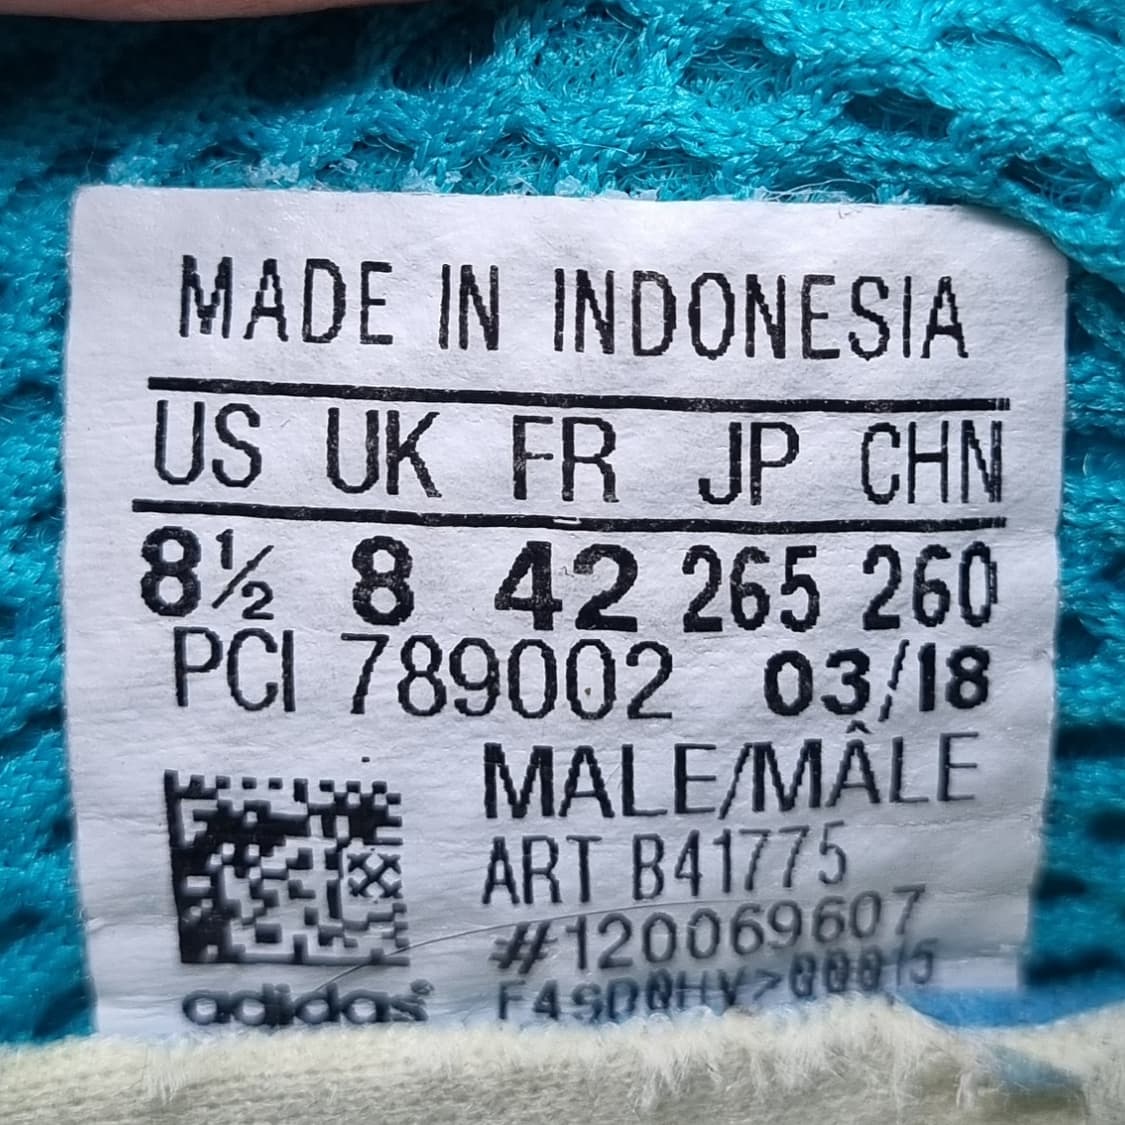 MADE IN INDONESIA
US UK FR JP CHN
8½ 8 42 265 260
PCI 789002 03/18
MALE/MÂLE
ART B41775
#120069607
adidas